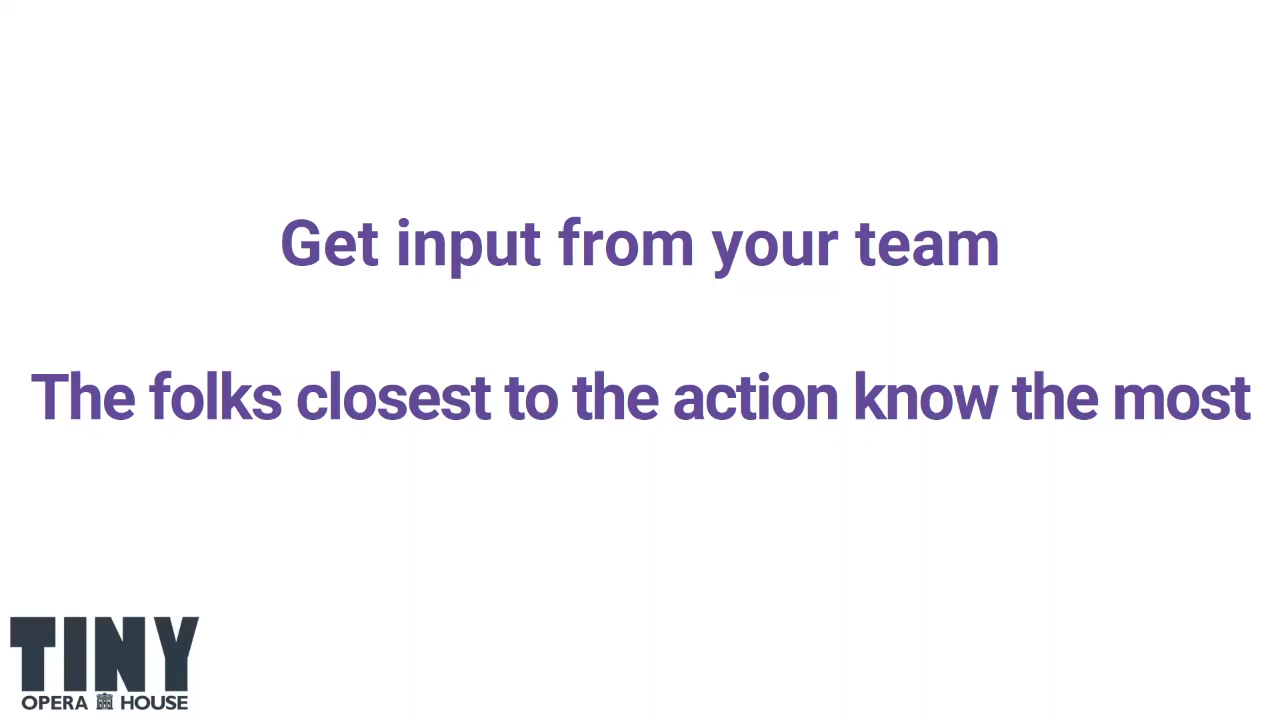 Get input from your team
The folks closest to the action know the most
TINY
OPERA HOUSE